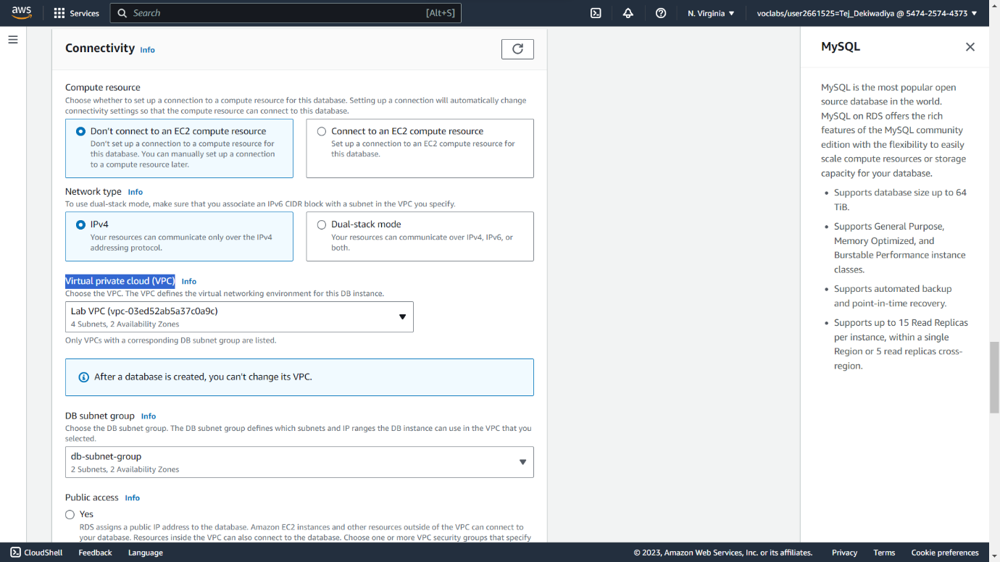 aws
Services
Search
[Alt+S]
N. Virginia
voclabs/user2661525=Tej_Dekiwadiya @ 5474-2574-4373
Connectivity Info
Compute resource
Choose whether to set up a connection to a compute resource for this database. Setting up a connection will automatically change
connectivity settings so that the compute resource can connect to this database.
Don't connect to an EC2 compute resource
Don't set up a connection to a compute resource for
this database. You can manually set up a connection
to a compute resource later.
Connect to an EC2 compute resource
Set up a connection to an EC2 compute resource for
this database.
Network type Info
To use dual-stack mode, make sure that you associate an IPv6 CIDR block with a subnet in the VPC you specify.
IPv4
Your resources can communicate only over the IPv4
addressing protocol.
Dual-stack mode
Your resources can communicate over IPv4, IPv6, or
both.
Virtual private cloud (VPC) Info
Choose the VPC. The VPC defines the virtual networking environment for this DB instance.
Lab VPC (vpc-03ed52ab5a37c0a9c)
4 Subnets, 2 Availability Zones
Only VPCs with a corresponding DB subnet group are listed.
After a database is created, you can't change its VPC.
DB subnet group Info
Choose the DB subnet group. The DB subnet group defines which subnets and IP ranges the DB instance can use in the VPC that you
selected.
db-subnet-group
2 Subnets, 2 Availability Zones
Public access Info
Yes
RDS assigns a public IP address to the database. Amazon EC2 instances and other resources outside of the VPC can connect to
your database. Resources inside the VPC can also connect to the database. Choose one or more VPC security groups that specify
MySQL
MySQL is the most popular open
source database in the world.
MySQL on RDS offers the rich
features of the MySQL community
edition with the flexibility to easily
scale compute resources or storage
capacity for your database.
• Supports database size up to 64
TiB.
• Supports General Purpose,
Memory Optimized, and
Burstable Performance instance
classes.
• Supports automated backup
and point-in-time recovery.
• Supports up to 15 Read Replicas
per instance, within a single
Region or 5 read replicas cross-
region.
CloudShell
Feedback
Language
© 2023, Amazon Web Services, Inc. or its affiliates.
Privacy
Terms
Cookie preferences